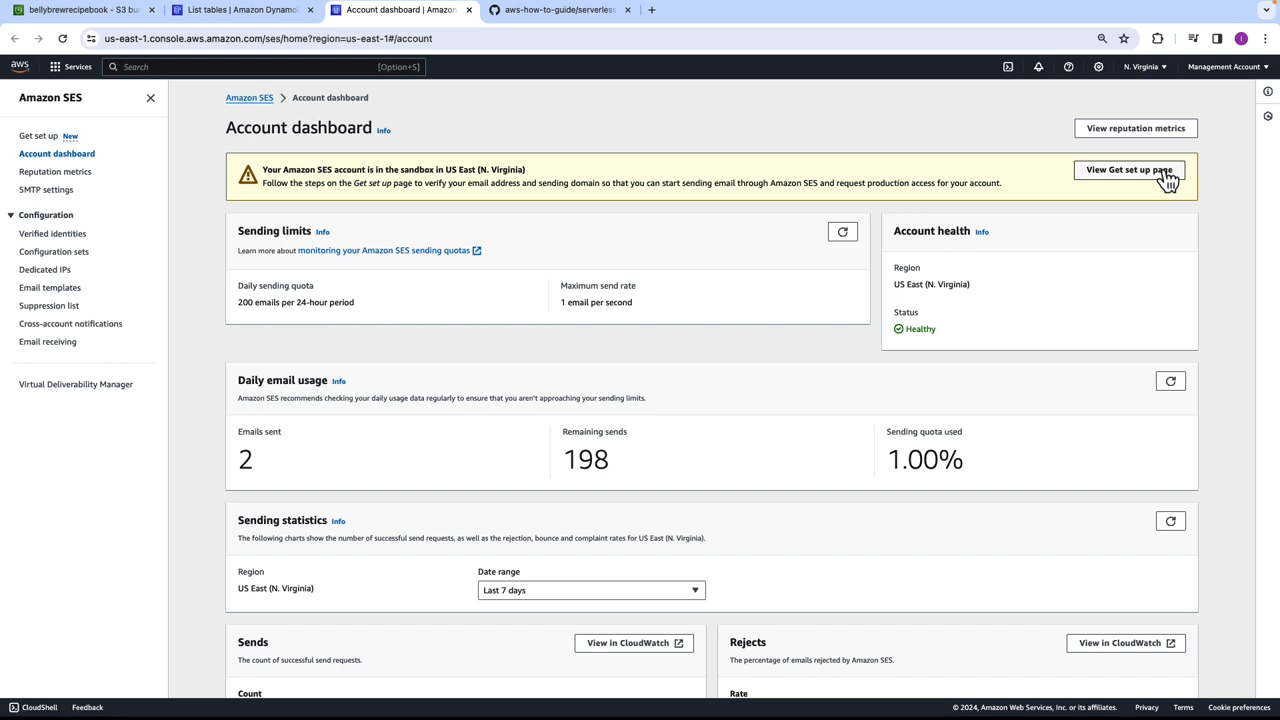 bellybrewrecipebook - S3 buc
List tables | Amazon Dynamo
Account dashboard | Amazon
aws-how-to-guide/serverless
us-east-1.console.aws.amazon.com/ses/home?region=us-east-1#/account
aws
Services
Search
[Option+S]
N. Virginia
Management Account
Amazon SES
Get set up New
Account dashboard
Reputation metrics
SMTP settings
Configuration
Verified identities
Configuration sets
Dedicated IPs
Email templates
Suppression list
Cross-account notifications
Email receiving
Virtual Deliverability Manager
Amazon SES > Account dashboard
Account dashboard Info
View reputation metrics
Your Amazon SES account is in the sandbox in US East (N. Virginia)
Follow the steps on the Get set up page to verify your email address and sending domain so that you can start sending email through Amazon SES and request production access for your account.
View Get set up page
Sending limits Info
Learn more about monitoring your Amazon SES sending quotas
Daily sending quota
200 emails per 24-hour period
Maximum send rate
1 email per second
Account health Info
Region
US East (N. Virginia)
Status
Healthy
Daily email usage Info
Amazon SES recommends checking your daily usage data regularly to ensure that you aren't approaching your sending limits.
Emails sent
2
Remaining sends
198
Sending quota used
1.00%
Sending statistics Info
The following charts show the number of successful send requests, as well as the rejection, bounce and complaint rates for US East (N. Virginia).
Region
US East (N. Virginia)
Date range
Last 7 days
Sends
View in CloudWatch
The count of successful send requests.
Count
Rejects
View in CloudWatch
The percentage of emails rejected by Amazon SES.
Rate
CloudShell
Feedback
© 2024, Amazon Web Services, Inc. or its affiliates.
Privacy
Terms
Cookie preferences